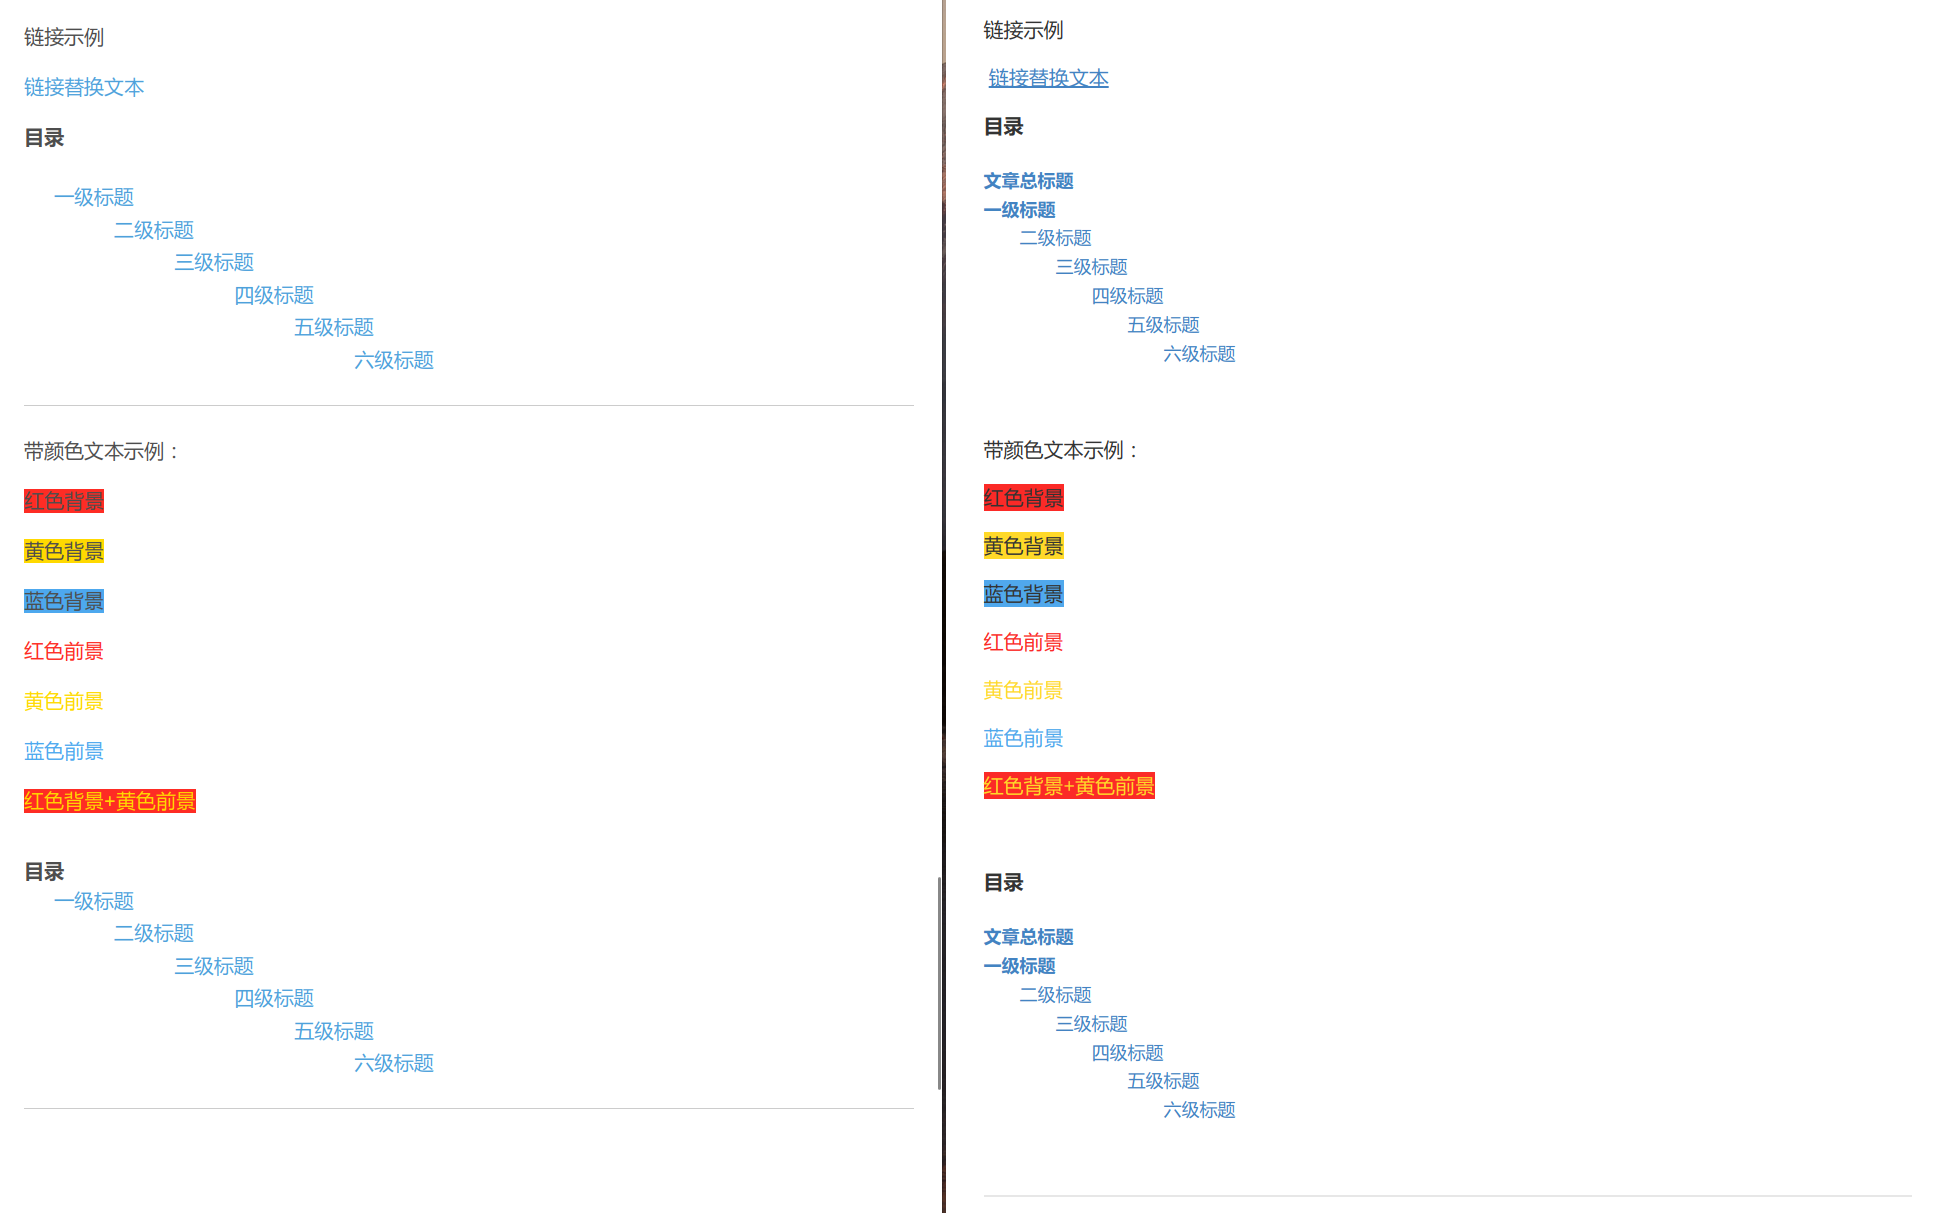 链接示例
链接替换文本
目录
一级标题
二级标题
三级标题
四级标题
五级标题
六级标题
带颜色文本示例：
红色背景
黄色背景
蓝色背景
红色前景
黄色前景
蓝色前景
红色背景+黄色前景
目录
一级标题
二级标题
三级标题
四级标题
五级标题
六级标题
链接示例
链接替换文本
目录
文章总标题
一级标题
二级标题
三级标题
四级标题
五级标题
六级标题
带颜色文本示例：
红色背景
黄色背景
蓝色背景
红色前景
黄色前景
蓝色前景
红色背景+黄色前景
目录
文章总标题
一级标题
二级标题
三级标题
四级标题
五级标题
六级标题